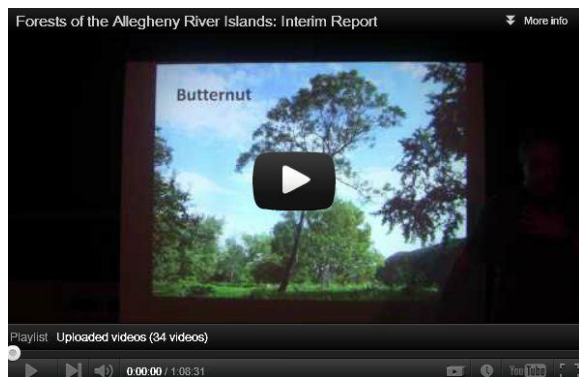 Forests of the Allegheny River Islands: Interim Report
More info
Butternut
Playlist Uploaded videos (34 videos)
0:00:00 / 1:08:31
YouTube